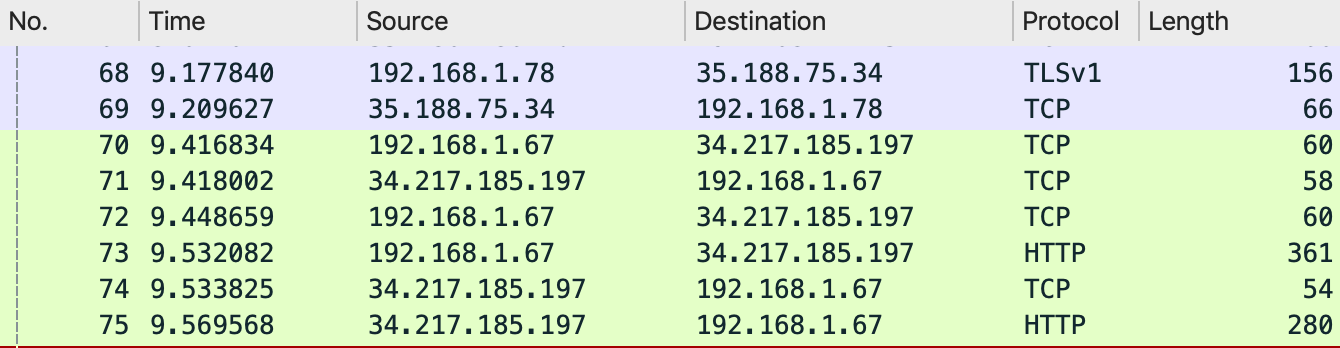 No. Time Source Destination Protocol Length
68 9.177840 192.168.1.78 35.188.75.34 TLSv1 156
69 9.209627 35.188.75.34 192.168.1.78 TCP 66
70 9.416834 192.168.1.67 34.217.185.197 TCP 60
71 9.418002 34.217.185.197 192.168.1.67 TCP 58
72 9.448659 192.168.1.67 34.217.185.197 TCP 60
73 9.532082 192.168.1.67 34.217.185.197 HTTP 361
74 9.533825 34.217.185.197 192.168.1.67 TCP 54
75 9.569568 34.217.185.197 192.168.1.67 HTTP 280